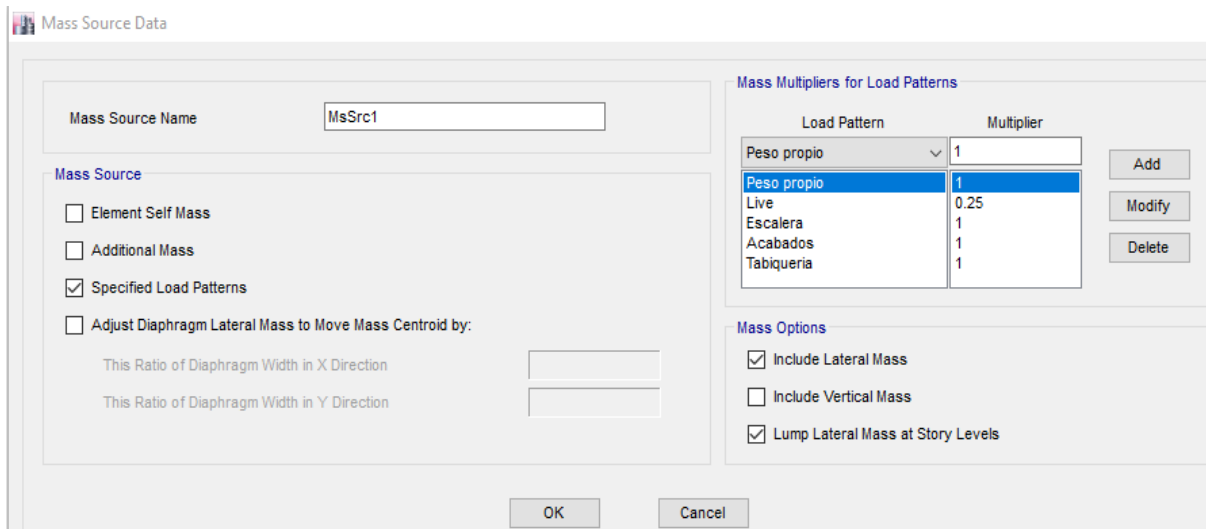 Mass Source Data
Mass Source Name
MsSrc1
Mass Source
Element Self Mass
Additional Mass
Specified Load Patterns
Adjust Diaphragm Lateral Mass to Move Mass Centroid by:
This Ratio of Diaphragm Width in X Direction
This Ratio of Diaphragm Width in Y Direction
Mass Multipliers for Load Patterns
Load Pattern Multiplier
Peso propio 1
Peso propio 1
Live 0.25
Escalera 1
Acabados 1
Tabiqueria 1
Add
Modify
Delete
Mass Options
Include Lateral Mass
Include Vertical Mass
Lump Lateral Mass at Story Levels
OK Cancel